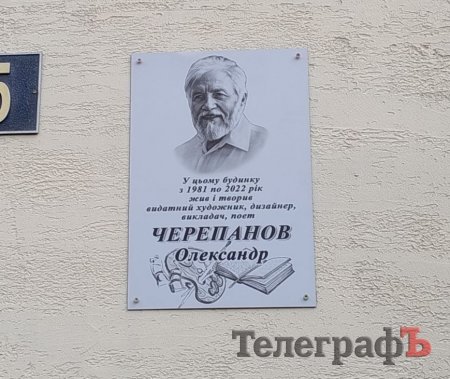 5
У цьому будинку
з 1981 по 2022 рік
жив і творив
видатний художник, дизайнер,
викладач, поет
ЧЕРЕПАНОВ
Олександр
ТелеграфЪ